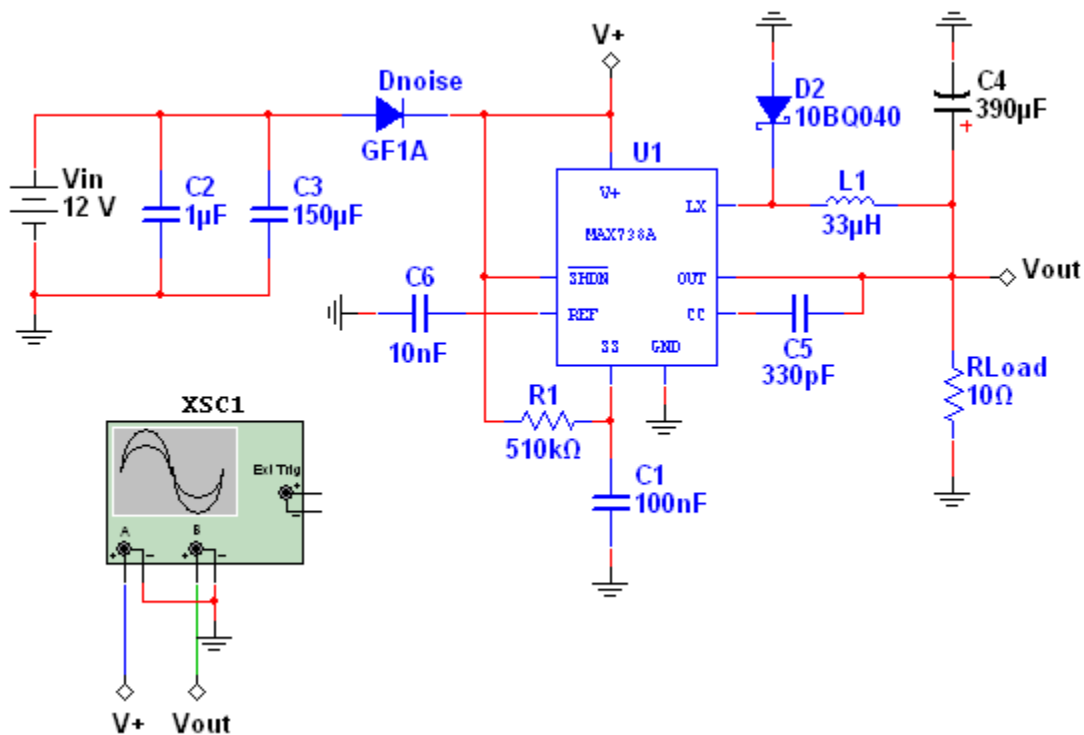 V+
Dnoise
GF1A
Vin
12 V
C2
1µF
C3
150µF
D2
10BQ040
C4
390µF
+
U1
V+
LX
MAX738A
SHDN
OUT
REF
CC
SS
GND
L1
33µH
Vout
C6
10nF
C5
330pF
RLoad
10Ω
R1
510kΩ
C1
100nF
XSC1
Ext Trig
+
-
A
B
+
-
+
-
V+
Vout